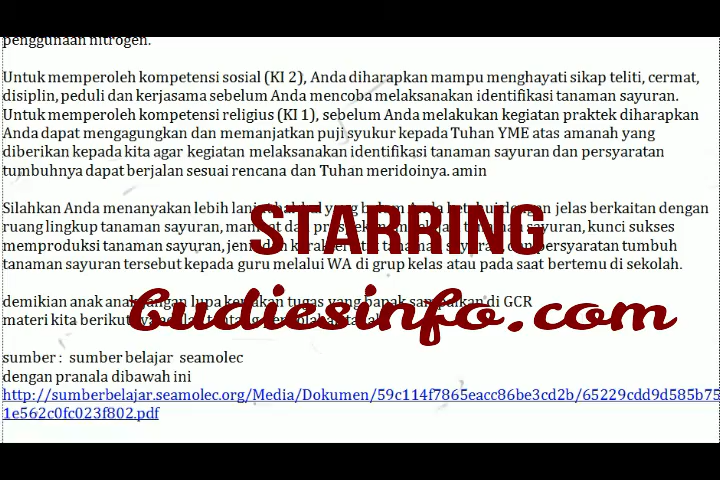 penggunaan nitrogen.
Untuk memperoleh kompetensi sosial (KI 2), Anda diharapkan mampu menghayati sikap teliti, cermat,
disiplin, peduli dan kerjasama sebelum Anda mencoba melaksanakan identifikasi tanaman sayuran.
Untuk memperoleh kompetensi religius (KI 1), sebelum Anda melakukan kegiatan praktek diharapkan
Anda dapat mengagungkan dan memanjatkan puji syukur kepada Tuhan YME atas amanah yang
diberikan kepada kita agar kegiatan melaksanakan identifikasi tanaman sayuran dan persyaratan
tumbuhnya dapat berjalan sesuai rencana dan Tuhan meridoinya. amin
Silahkan Anda menanyakan lebih lanjut jelas berkaitan dengan
STARRING
ruang lingkup tanaman sayuran, sayuran, kunci sukses
memproduksi tanaman sayuran, persyaratan tumbuh
tanaman sayuran tersebut kepada guru melalui WA di grup kelas atau pada saat bertemu di sekolah.
demikian anak anak jangan lupa kerjakan tugas yang bapak sampaikan di GCR
Gudiesinfo.com
materi kita berikutnya
sumber : sumber belajar seamolec
dengan pranala dibawah ini
http://sumberbelajar.seamolec.org/Media/Dokumen/59c114f7865eacc86be3cd2b/65229cdd9d585b75
1e562c0fc023f802.pdf